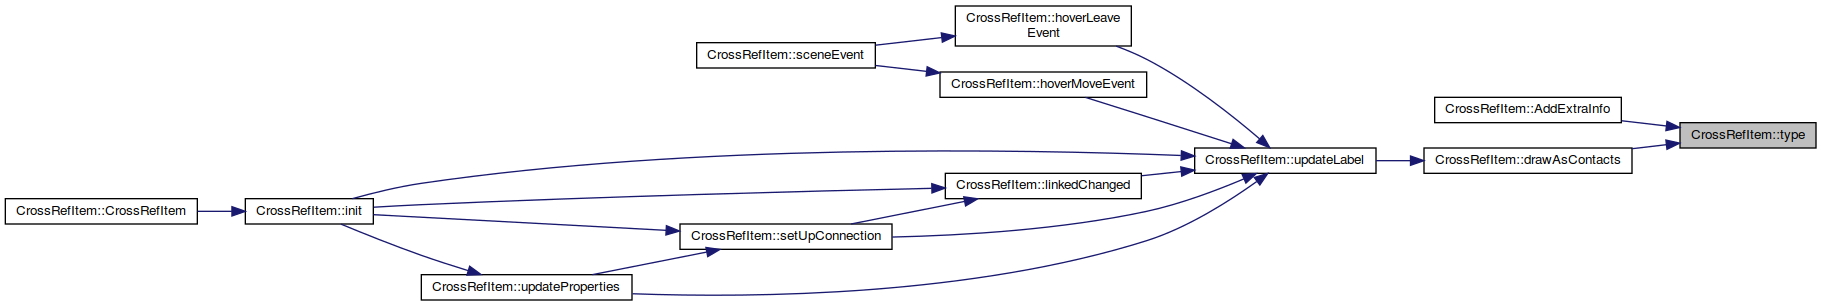 CrossRefItem::hoverLeave
Event
CrossRefItem::sceneEvent
CrossRefItem::hoverMoveEvent
CrossRefItem::AddExtraInfo
CrossRefItem::type
CrossRefItem::updateLabel
CrossRefItem::drawAsContacts
CrossRefItem::linkedChanged
CrossRefItem::CrossRefItem
CrossRefItem::init
CrossRefItem::setUpConnection
CrossRefItem::updateProperties